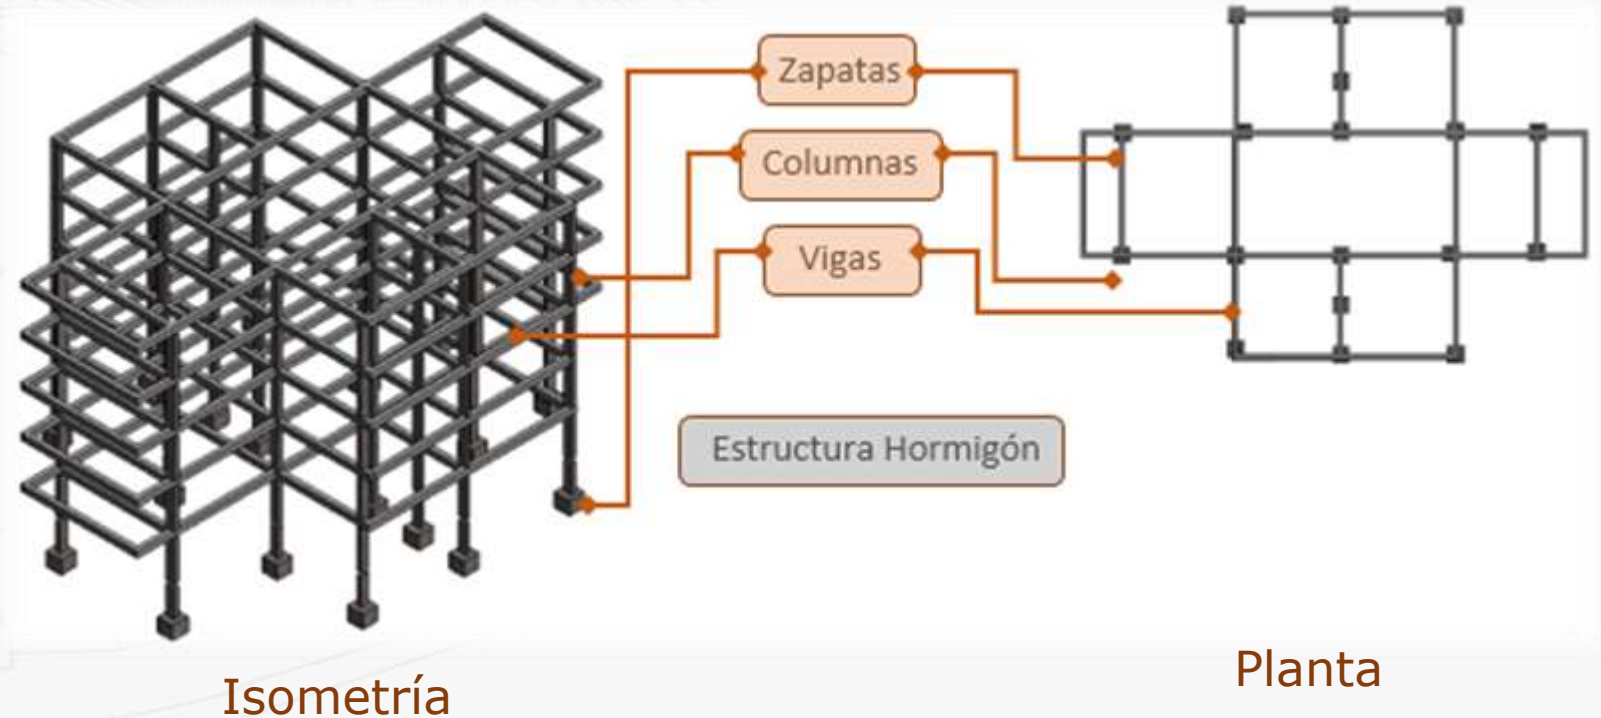 Zapatas
Columnas
Vigas
Estructura Hormigón
Isometría
Planta